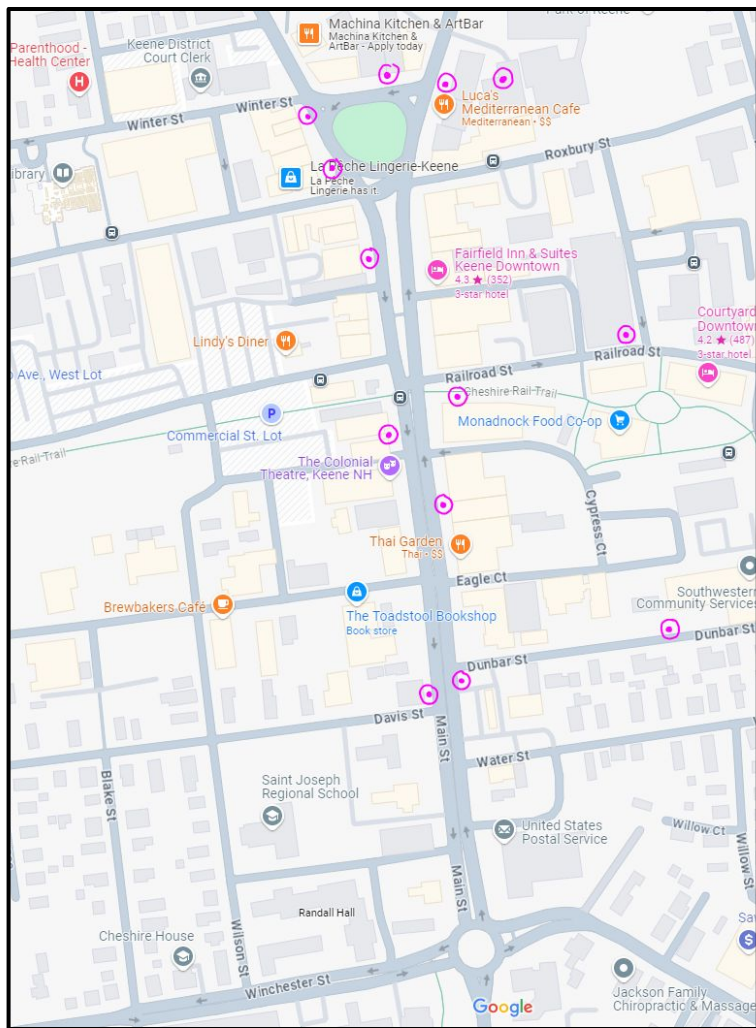 Park of Keene
Machina Kitchen & ArtBar
Machina Kitchen &
ArtBar - Apply today
Parenthood -
Health Center
H
Keene District
Court Clerk
Winter St
Winter St
Luca's
Mediterranean Cafe
Mediterranean • $$
Roxbury St
Library
La Pêche Lingerie-Keene
La Pêche
Lingerie has it
Fairfield Inn & Suites
Keene Downtown
4.3 ★ (352)
3-star hotel
Courtyard
Downtown
4.2 ★ (487)
3-star hotel
Lindy's Diner
Railroad St
Railroad St
Ave., West Lot
Cheshire Rail Trail
P
Commercial St. Lot
Monadnock Food Co-op
Rail Trail
The Colonial
Theatre, Keene NH
Cypress Ct
Thai Garden
Thai • $$
Eagle Ct
Southwestern
Community Services
Brewbakers Café
The Toadstool Bookshop
Book store
Dunbar St
Dunbar St
Davis St
Main St
Water St
Blake St
Saint Joseph
Regional School
United States
Postal Service
Willow Ct
Willow St
Main St
Randall Hall
Wilson St
Cheshire House
Sav
$
Winchester St
Google
Jackson Family
Chiropractic & Massage